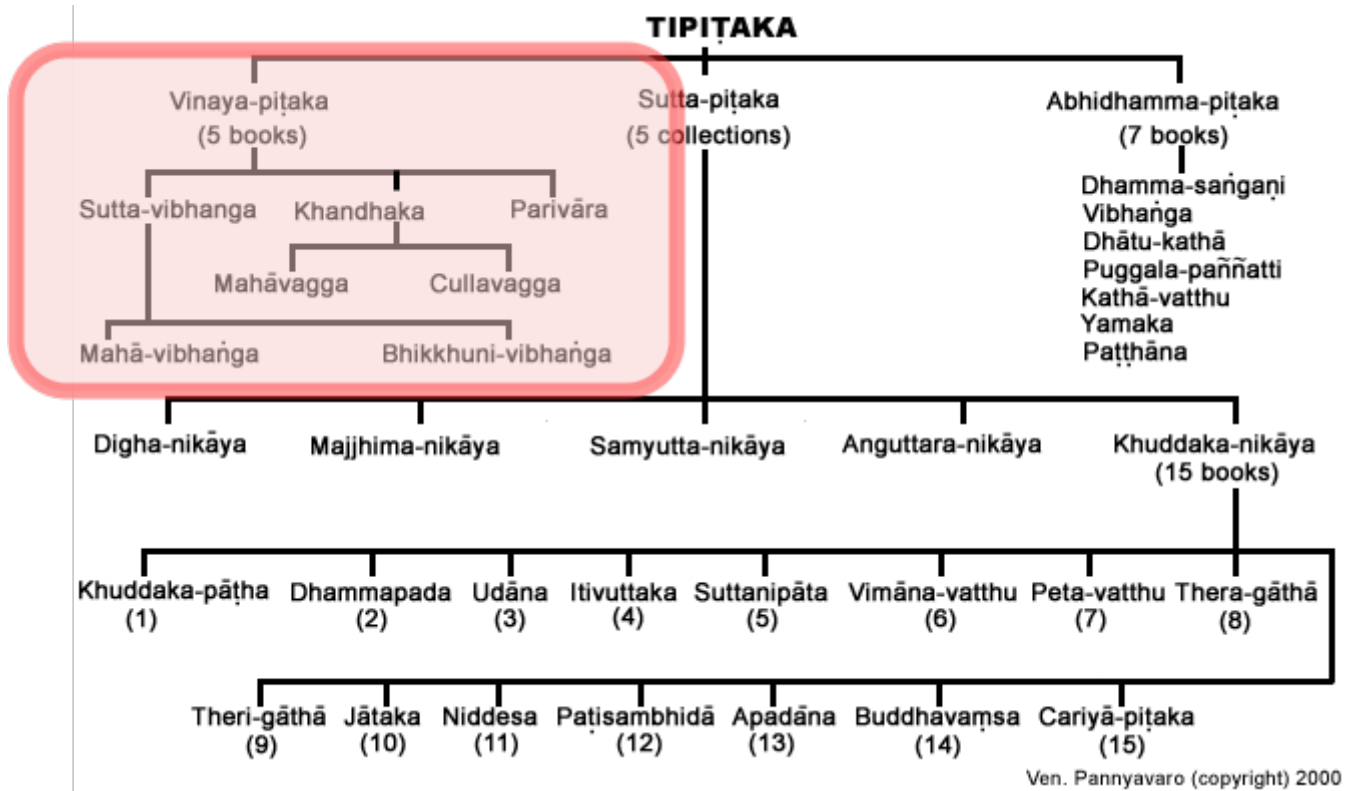 TIPIṬAKA
Vinaya-piṭaka
(5 books)
Sutta-piṭaka
(5 collections)
Abhidhamma-piṭaka
(7 books)
Sutta-vibhanga
Khandhaka
Parivāra
Mahāvagga
Cullavagga
Mahā-vibhaṅga
Bhikkhuni-vibhaṅga
Dhamma-saṅgaṇi
Vibhaṅga
Dhātu-kathā
Puggala-paññatti
Kathā-vatthu
Yamaka
Paṭṭhāna
Digha-nikāya
Majjhima-nikāya
Samyutta-nikāya
Anguttara-nikāya
Khuddaka-nikāya
(15 books)
Khuddaka-pāṭha
(1)
Dhammapada
(2)
Udāna
(3)
Itivuttaka
(4)
Suttanipāta
(5)
Vimāna-vatthu
(6)
Peta-vatthu
(7)
Thera-gāthā
(8)
Theri-gāthā
(9)
Jātaka
(10)
Niddesa
(11)
Paṭisambhidā
(12)
Apadāna
(13)
Buddhavaṃsa
(14)
Cariyā-piṭaka
(15)
Ven. Pannyavaro (copyright) 2000